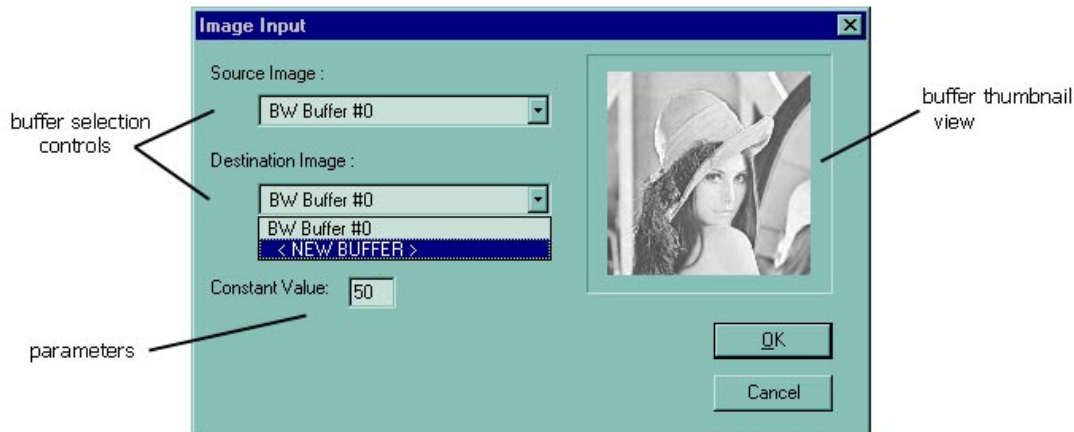 Image Input
Source Image :
BW Buffer #0
buffer selection
controls
Destination Image :
BW Buffer #0
BW Buffer #0
< NEW BUFFER >
Constant Value: 50
parameters
buffer thumbnail
view
OK
Cancel